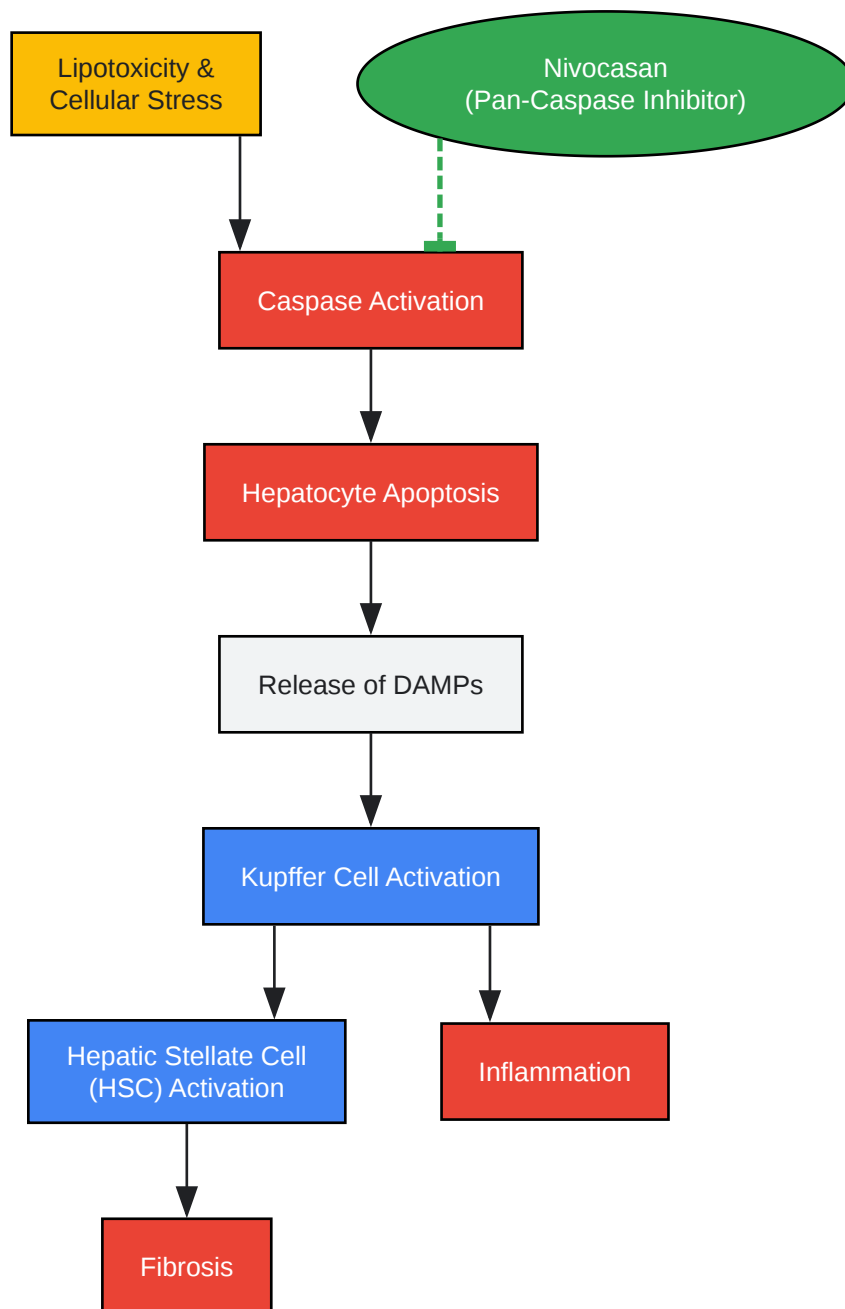 Lipotoxicity &
Cellular Stress
Nivocasan
(Pan-Caspase Inhibitor)
Caspase Activation
Hepatocyte Apoptosis
Release of DAMPs
Kupffer Cell Activation
Hepatic Stellate Cell
(HSC) Activation
Inflammation
Fibrosis